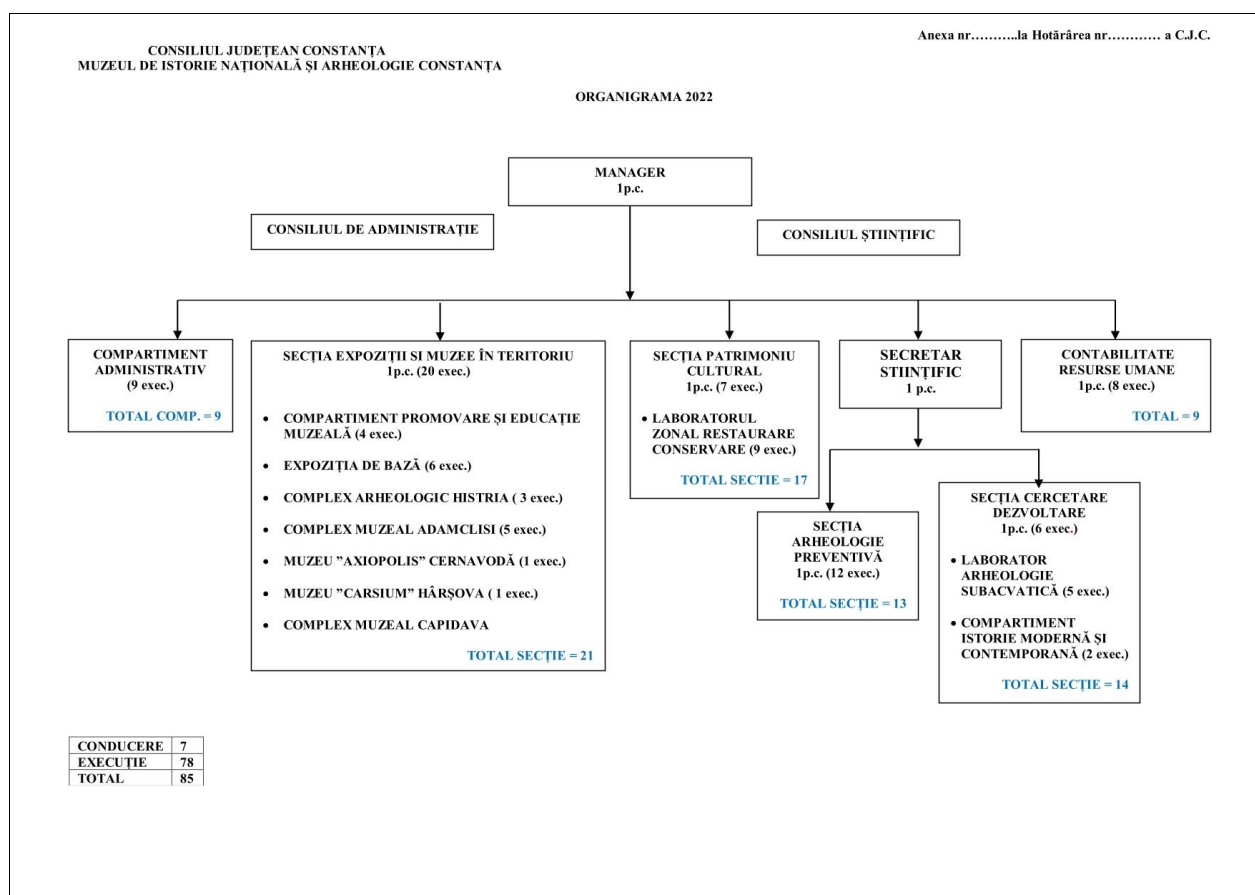 Anexa nr………..la Hotărârea nr………… a C.J.C.
CONSILIUL JUDEȚEAN CONSTANȚA
MUZEUL DE ISTORIE NAȚIONALĂ ȘI ARHEOLOGIE CONSTANȚA
ORGANIGRAMA 2022
MANAGER
1p.c.
CONSILIUL DE ADMINISTRAȚIE
CONSILIUL ȘTIINȚIFIC
COMPARTIMENT
ADMINISTRATIV
(9 exec.)
TOTAL COMP. = 9
SECȚIA EXPOZIȚII SI MUZEE ÎN TERITORIU
1p.c. (20 exec.)
• COMPARTIMENT PROMOVARE ȘI EDUCAȚIE
MUZEALĂ (4 exec.)
• EXPOZIȚIA DE BAZĂ (6 exec.)
• COMPLEX ARHEOLOGIC HISTRIA ( 3 exec.)
• COMPLEX MUZEAL ADAMCLISI (5 exec.)
• MUZEU ”AXIOPOLIS” CERNAVODĂ (1 exec.)
• MUZEU ”CARSIUM” HÂRȘOVA ( 1 exec.)
• COMPLEX MUZEAL CAPIDAVA
TOTAL SECȚIE = 21
SECȚIA PATRIMONIU
CULTURAL
1p.c. (7 exec.)
• LABORATORUL
ZONAL RESTAURARE
CONSERVARE (9 exec.)
TOTAL SECTIE = 17
SECRETAR
STIINȚIFIC
1 p.c.
CONTABILITATE
RESURSE UMANE
1p.c. (8 exec.)
TOTAL = 9
SECȚIA
ARHEOLOGIE
PREVENTIVĂ
1p.c. (12 exec.)
TOTAL SECȚIE = 13
SECȚIA CERCETARE
DEZVOLTARE
1p.c. (6 exec.)
• LABORATOR
ARHEOLOGIE
SUBACVATICĂ (5 exec.)
• COMPARTIMENT
ISTORIE MODERNĂ ȘI
CONTEMPORANĂ (2 exec.)
TOTAL SECȚIE = 14
CONDUCERE 7
EXECUȚIE 78
TOTAL 85